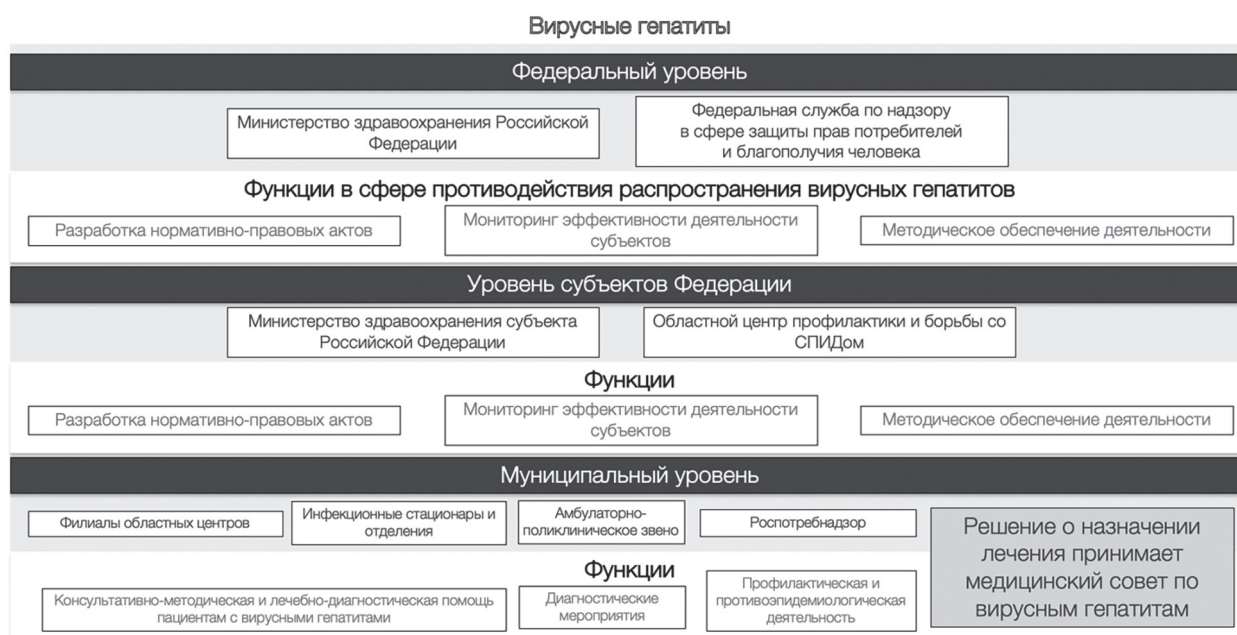 Вирусные гепатиты
Федеральный уровень
Министерство здравоохранения Российской
Федерации
Федеральная служба по надзору
в сфере защиты прав потребителей
и благополучия человека
Функции в сфере противодействия распространения вирусных гепатитов
Разработка нормативно-правовых актов
Мониторинг эффективности деятельности
субъектов
Методическое обеспечение деятельности
Уровень субъектов Федерации
Министерство здравоохранения субъекта
Российской Федерации
Областной центр профилактики и борьбы со
СПИДом
Функции
Разработка нормативно-правовых актов
Мониторинг эффективности деятельности
субъектов
Методическое обеспечение деятельности
Муниципальный уровень
Филиалы областных центров
Инфекционные стационары и
отделения
Амбулаторно-
поликлиническое звено
Роспотребнадзор
Функции
Консультативно-методическая и лечебно-диагностическая помощь
пациентам с вирусными гепатитами
Диагностические
мероприятия
Профилактическая и
противоэпидемиологическая
деятельность
Решение о назначении
лечения принимает
медицинский совет по
вирусным гепатитам